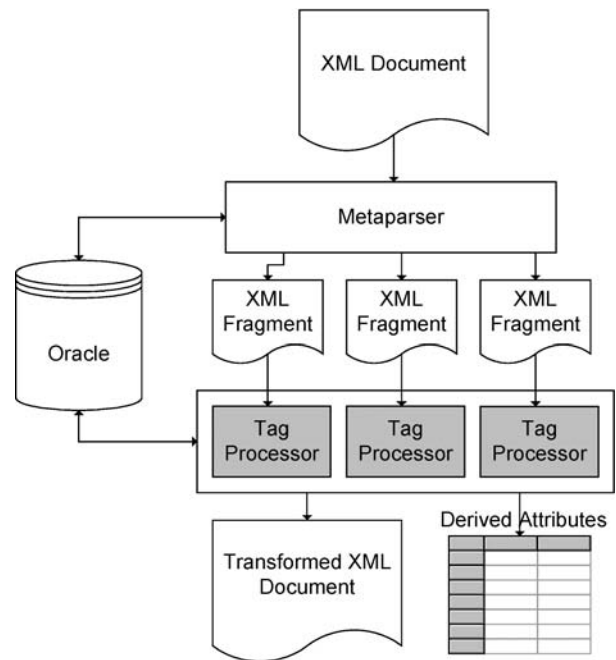 XML Document
Metaparser
XML
Fragment
XML
Fragment
XML
Fragment
Oracle
Tag
Processor
Tag
Processor
Tag
Processor
Transformed XML
Document
Derived Attributes